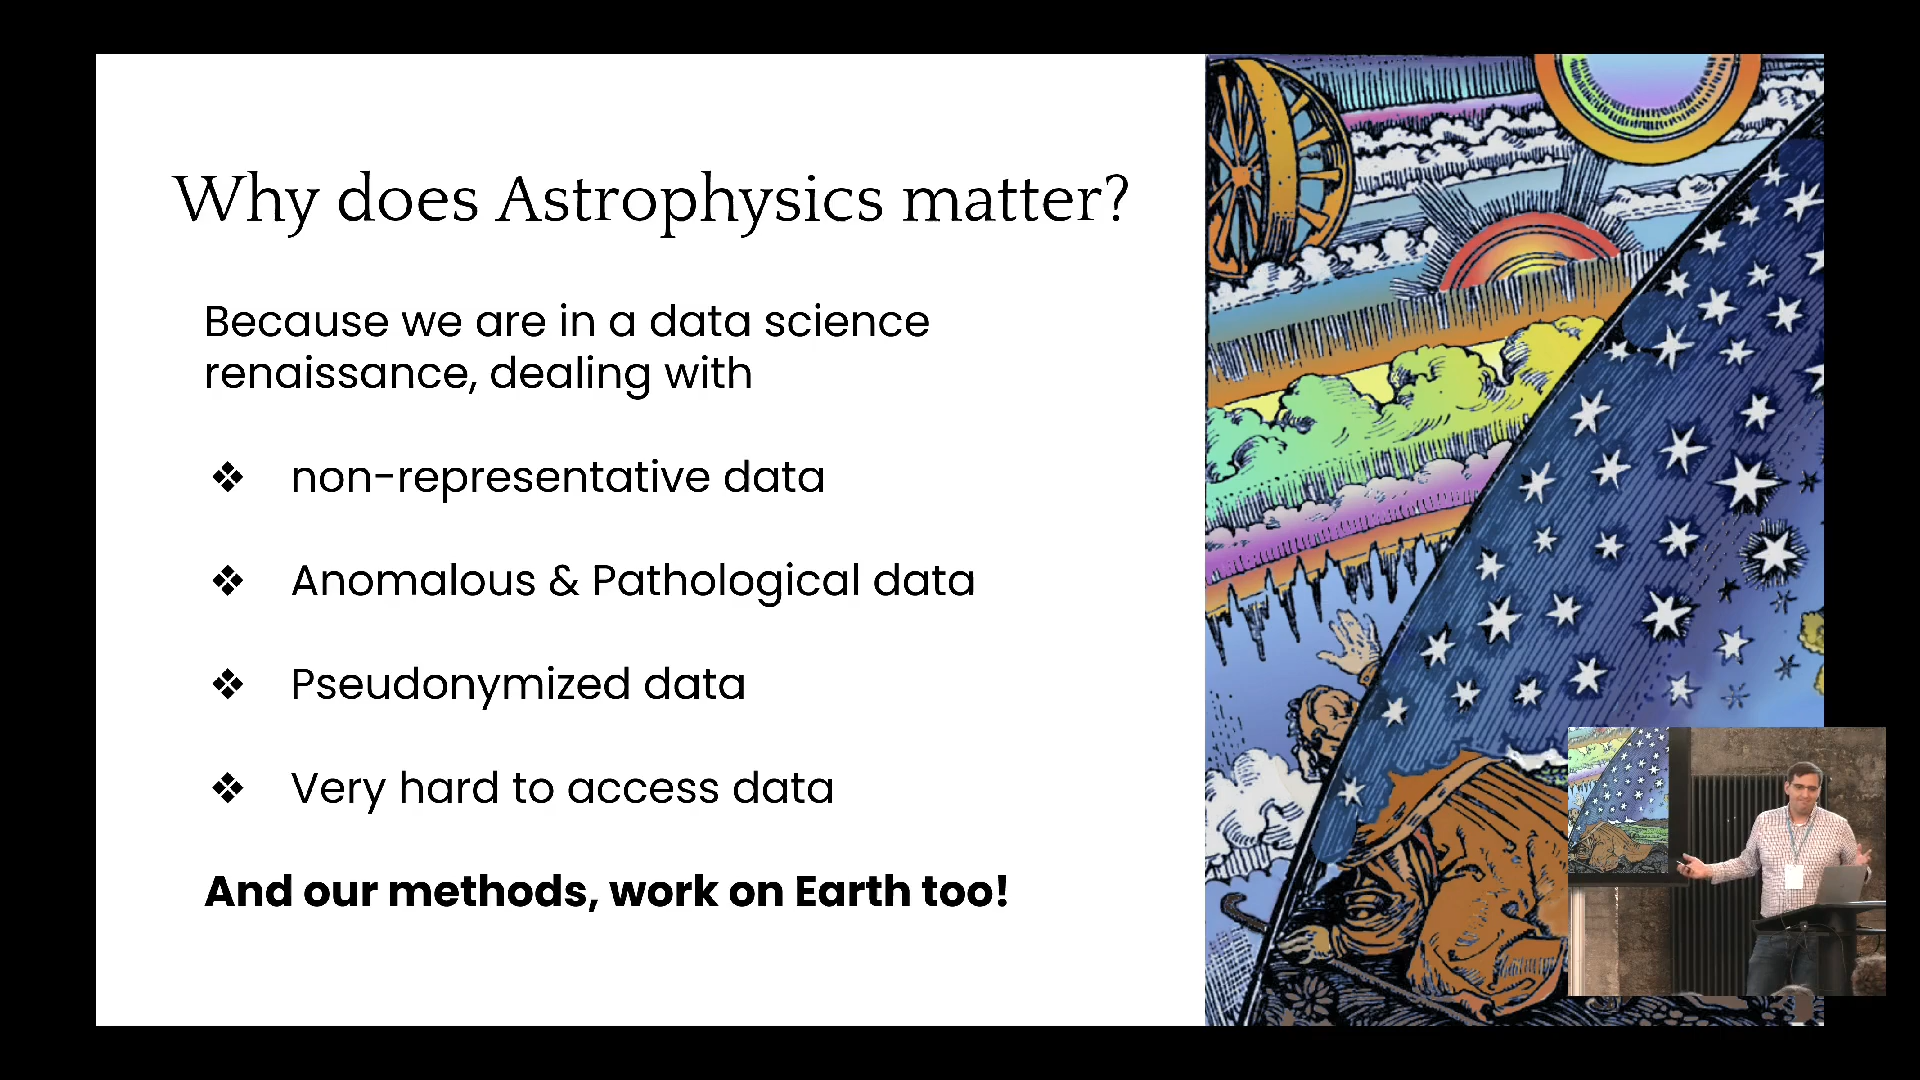 Why does Astrophysics matter?
Because we are in a data science
renaissance, dealing with
❖ non-representative data
❖ Anomalous & Pathological data
❖ Pseudonymized data
❖ Very hard to access data
And our methods, work on Earth too!